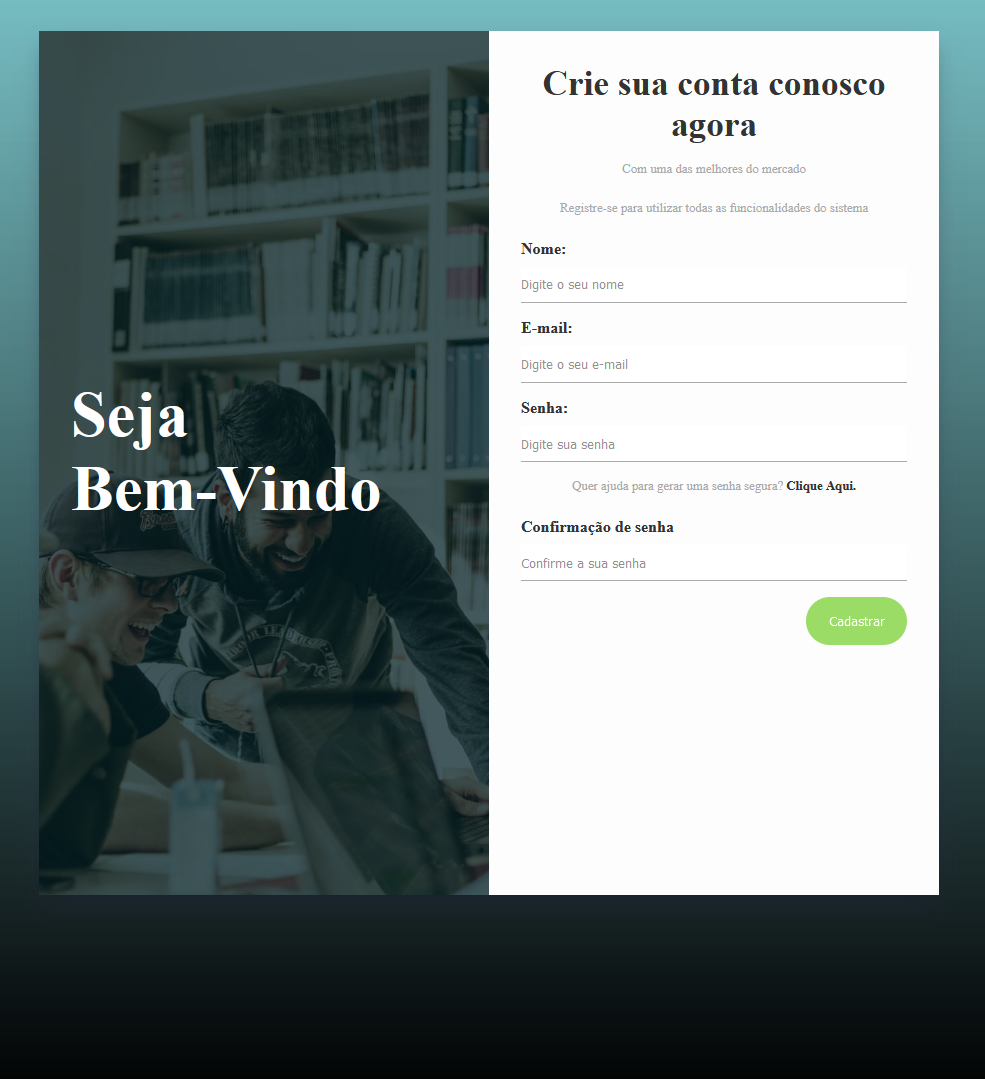 Seja
Bem-Vindo
Crie sua conta conosco
agora
Com uma das melhores do mercado
Registre-se para utilizar todas as funcionalidades do sistema
Nome:
Digite o seu nome
E-mail:
Digite o seu e-mail
Senha:
Digite sua senha
Quer ajuda para gerar uma senha segura? Clique Aqui.
Confirmação de senha
Confirme a sua senha
Cadastrar